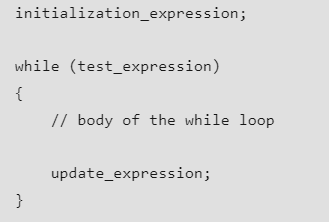 initialization_expression;
while (test_expression)
{
// body of the while loop
update_expression;
}